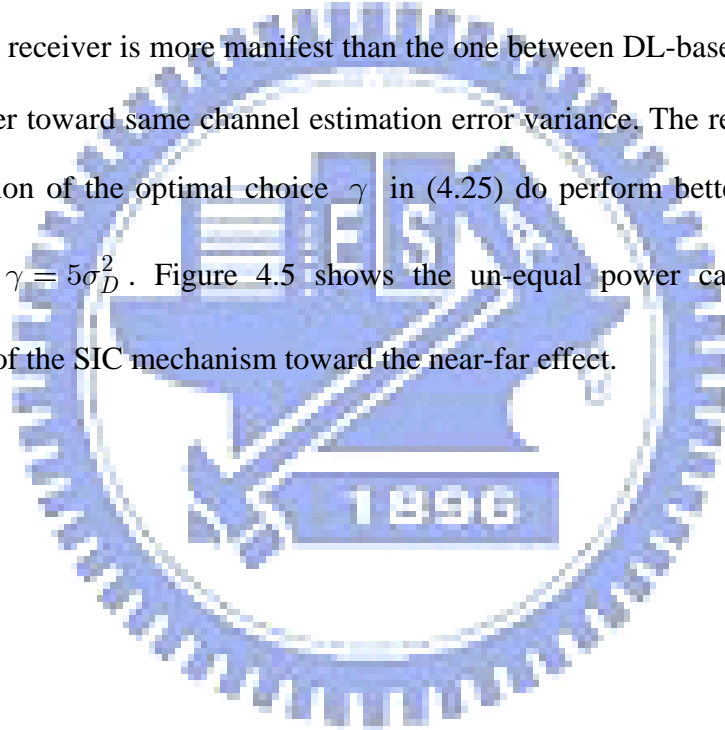 receiver is more manifest than the one between DL-base
er toward same channel estimation error variance. The re
ion of the optimal choice γ in (4.25) do perform bette
γ = 5σ_D^2 . Figure 4.5 shows the un-equal power ca
of the SIC mechanism toward the near-far effect.
E S A
1896